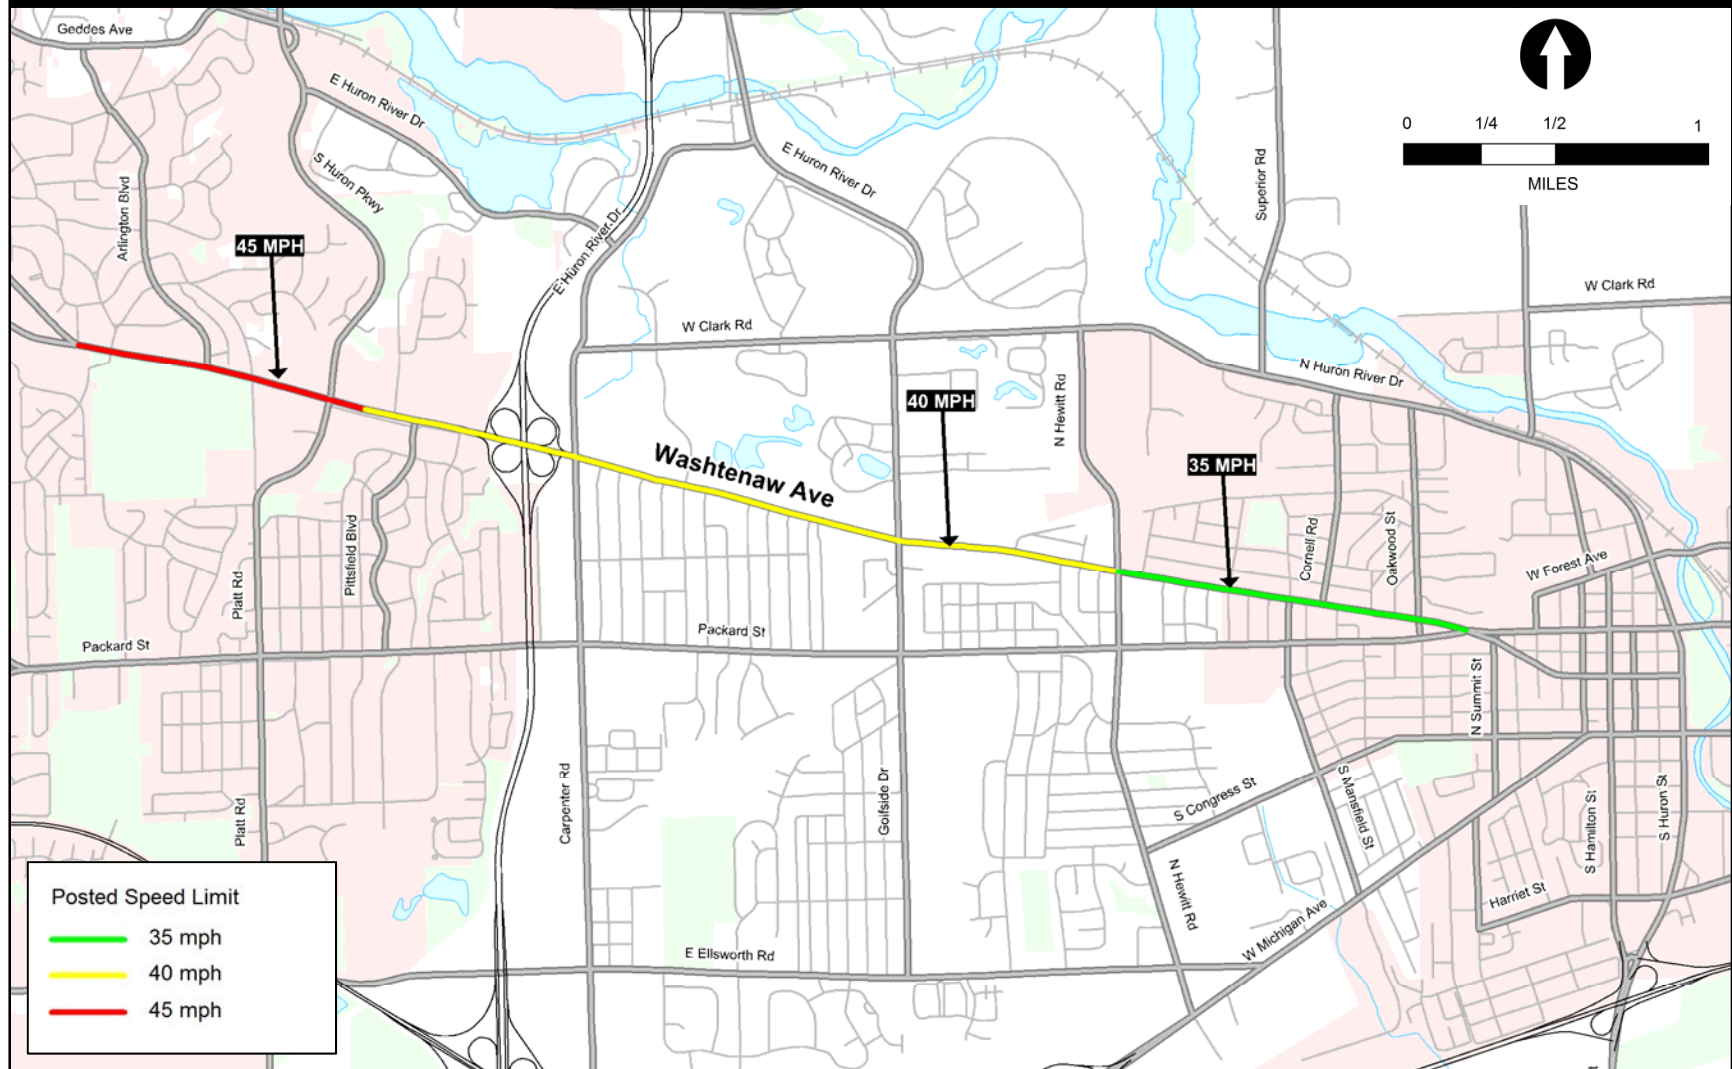 Geddes Ave
0 1/4 1/2 1
MILES
E Huron River Dr
S Huron Pkwy
Arlington Blvd
E Huron River Dr
E Huron River Dr
Superior Rd
45 MPH
W Clark Rd
W Clark Rd
N Huron River Dr
N Hewitt Rd
40 MPH
Washtenaw Ave
35 MPH
Cornell Rd
Oakwood St
W Forest Ave
Platt Rd
Pittsfield Blvd
Packard St
Packard St
N Summit St
Platt Rd
Carpenter Rd
Golfside Dr
S Congress St
S Mansfield St
S Hamilton St
S Huron St
N Hewitt Rd
Harriet St
W Michigan Ave
E Ellsworth Rd
Posted Speed Limit
35 mph
40 mph
45 mph